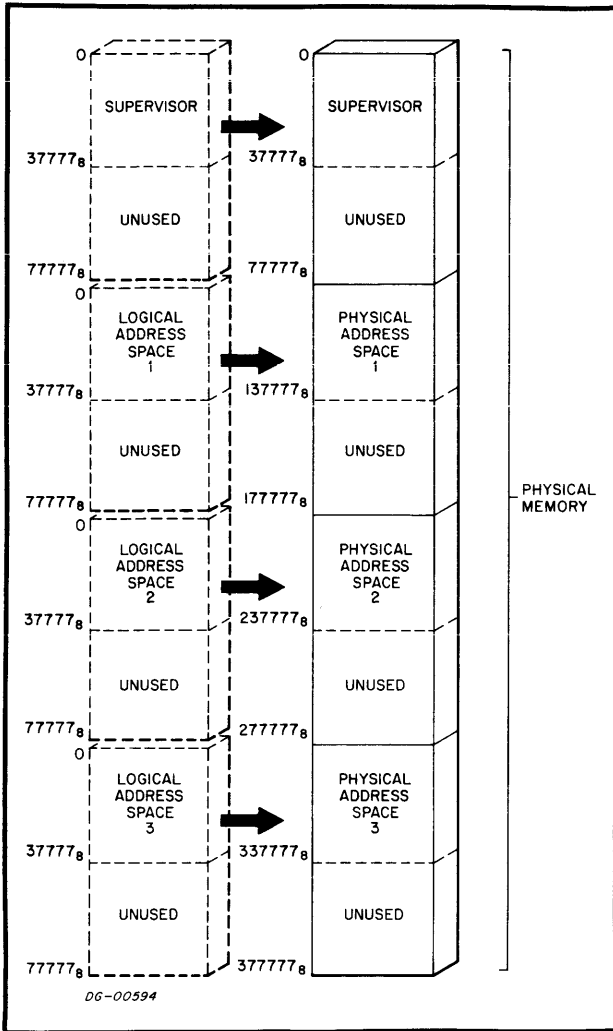 0
0
SUPERVISOR
SUPERVISOR
37777₈
37777₈
UNUSED
UNUSED
77777₈
77777₈
0
LOGICAL
ADDRESS
SPACE
1
PHYSICAL
ADDRESS
SPACE
1
37777₈
137777₈
UNUSED
UNUSED
77777₈
177777₈
PHYSICAL
MEMORY
0
LOGICAL
ADDRESS
SPACE
2
PHYSICAL
ADDRESS
SPACE
2
37777₈
237777₈
UNUSED
UNUSED
77777₈
277777₈
0
LOGICAL
ADDRESS
SPACE
3
PHYSICAL
ADDRESS
SPACE
3
37777₈
337777₈
UNUSED
UNUSED
77777₈
377777₈
DG-00594